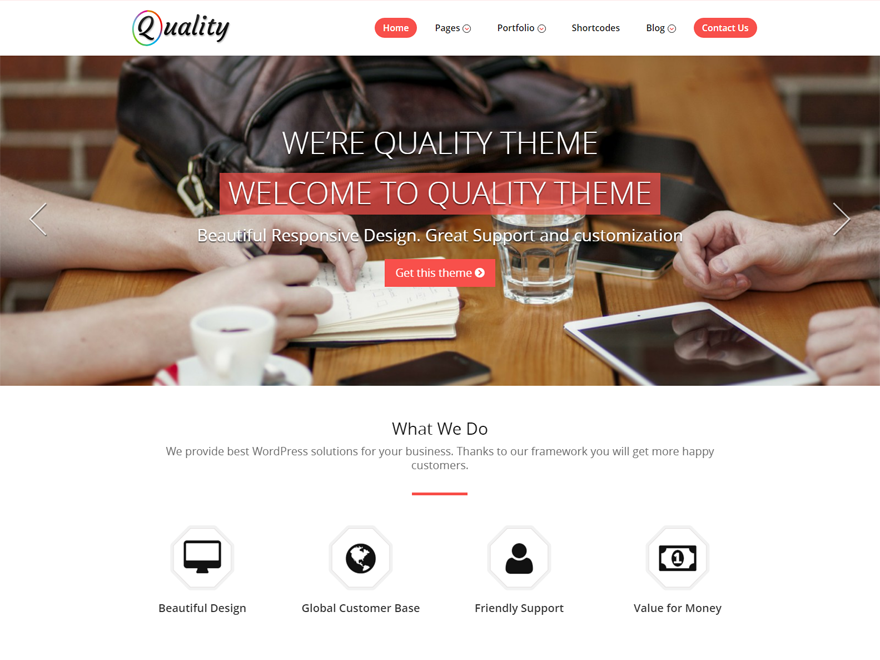 Quality
Home Pages Portfolio Shortcodes Blog Contact Us
WE’RE QUALITY THEME
WELCOME TO QUALITY THEME
Beautiful Responsive Design. Great Support and customization
Get this theme
What We Do
We provide best WordPress solutions for your business. Thanks to our framework you will get more happy
customers.
1
Beautiful Design Global Customer Base Friendly Support Value for Money